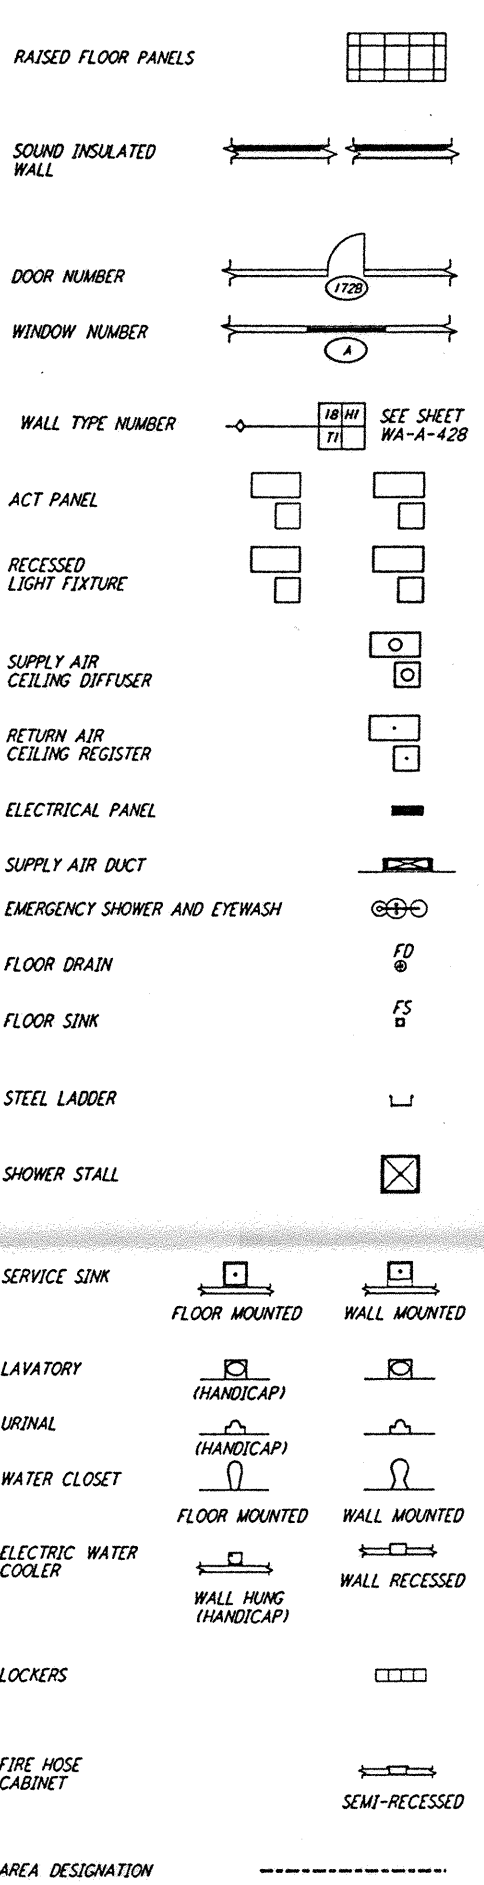 RAISED FLOOR PANELS
SOUND INSULATED
WALL
DOOR NUMBER
172B
WINDOW NUMBER
A
WALL TYPE NUMBER
18 H1
T1
SEE SHEET
WA-A-428
ACT PANEL
RECESSED
LIGHT FIXTURE
SUPPLY AIR
CEILING DIFFUSER
RETURN AIR
CEILING REGISTER
ELECTRICAL PANEL
SUPPLY AIR DUCT
EMERGENCY SHOWER AND EYEWASH
FLOOR DRAIN
FD
FLOOR SINK
FS
STEEL LADDER
SHOWER STALL
SERVICE SINK
FLOOR MOUNTED WALL MOUNTED
LAVATORY
(HANDICAP)
URINAL
(HANDICAP)
WATER CLOSET
FLOOR MOUNTED WALL MOUNTED
ELECTRIC WATER
COOLER
WALL HUNG
(HANDICAP)
WALL RECESSED
LOCKERS
FIRE HOSE
CABINET
SEMI-RECESSED
AREA DESIGNATION